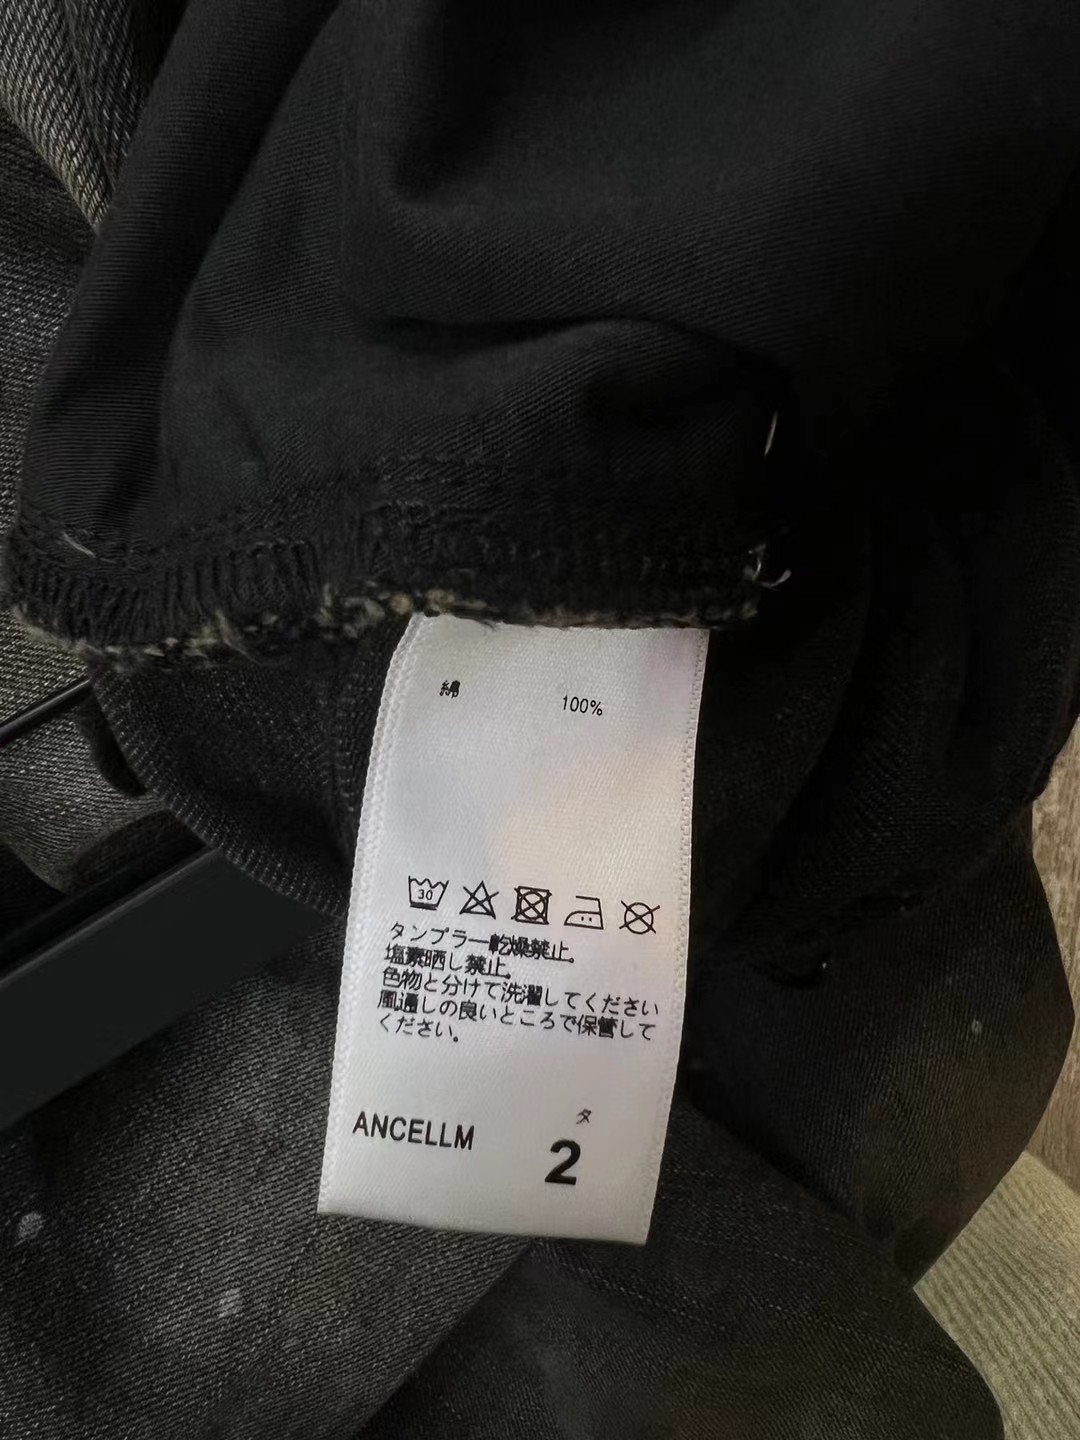 綿 100%
30
タンブラー乾燥禁止。
塩素晒し禁止。
色物と分けて洗濯してください
風通しの良いところで保管して
ください。
タ
ANCELLM 2